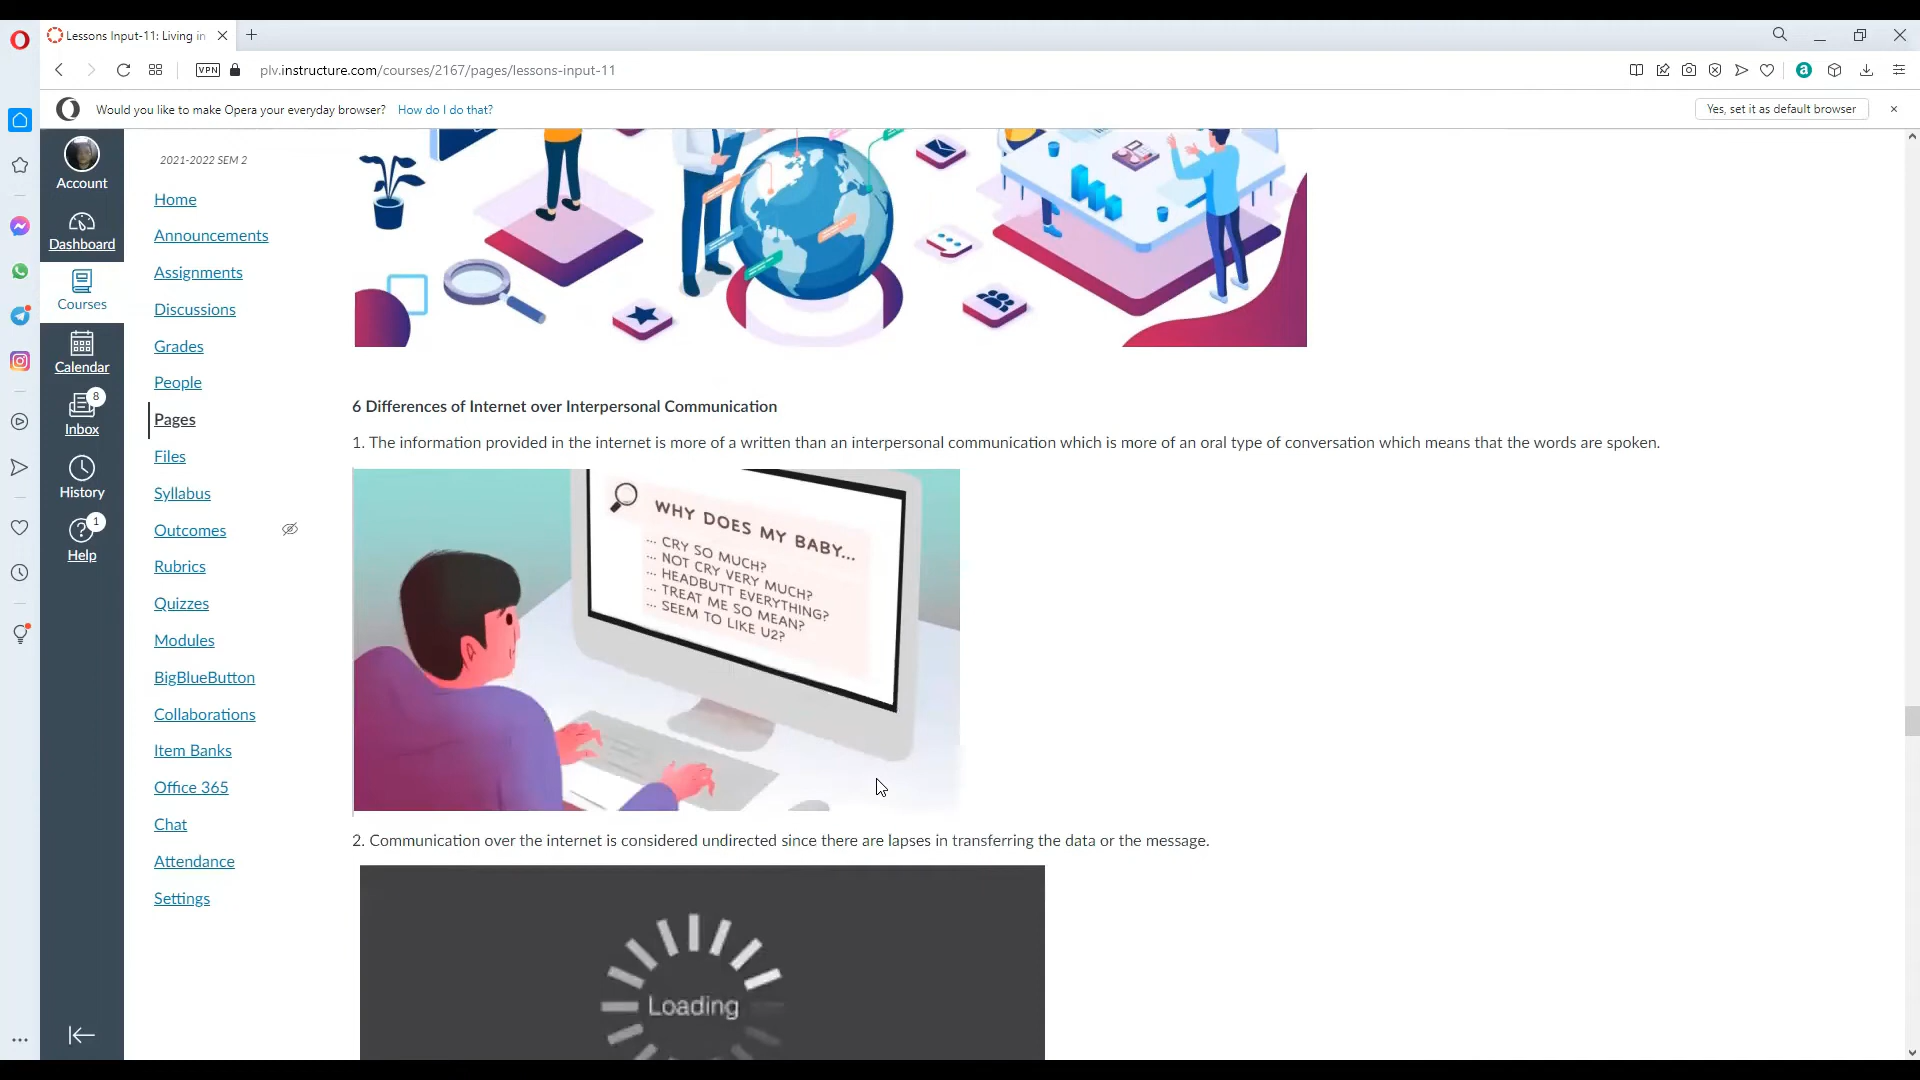 Lessons Input-11: Living in
VPN
plv.instructure.com/courses/2167/pages/lessons-input-11
a
Would you like to make Opera your everyday browser? How do I do that?
Yes, set it as default browser
Account
Dashboard
Courses
Calendar
8
Inbox
History
1
Help
2021-2022 SEM 2
Home
Announcements
Assignments
Discussions
Grades
People
Pages
Files
Syllabus
Outcomes
Rubrics
Quizzes
Modules
BigBlueButton
Collaborations
Item Banks
Office 365
Chat
Attendance
Settings
6 Differences of Internet over Interpersonal Communication
1. The information provided in the internet is more of a written than an interpersonal communication which is more of an oral type of conversation which means that the words are spoken.
WHY DOES MY BABY...
... CRY SO MUCH?
... NOT CRY VERY MUCH?
... HEADBUTT EVERYTHING?
... TREAT ME SO MEAN?
... SEEM TO LIKE U2?
2. Communication over the internet is considered undirected since there are lapses in transferring the data or the message.
Loading